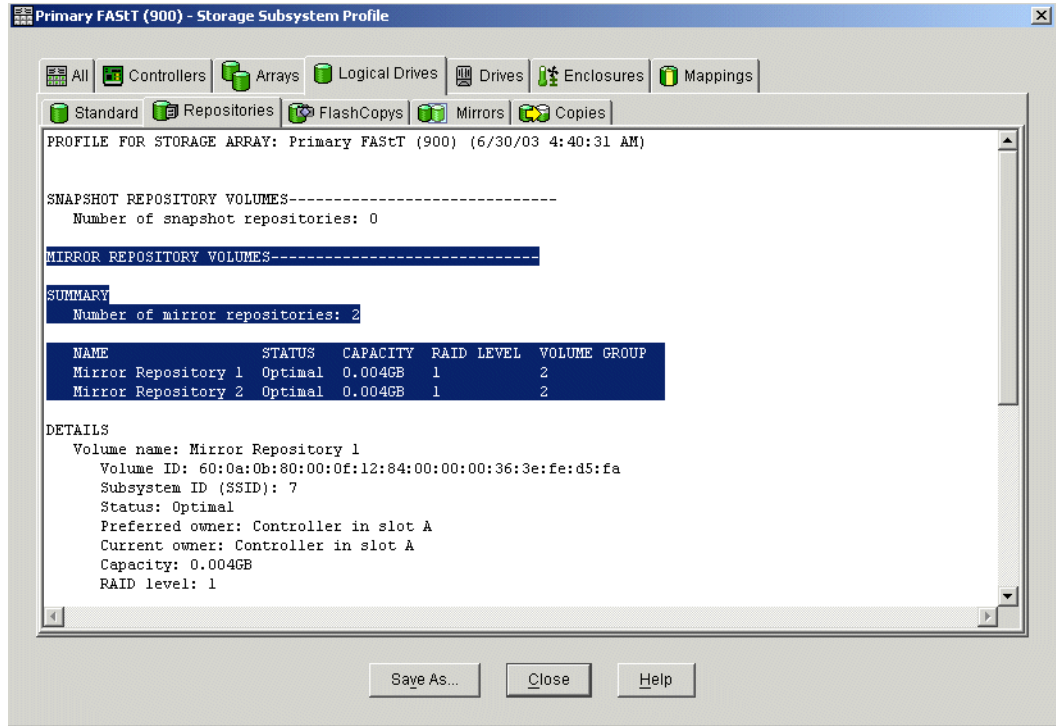 Primary FAStT (900) - Storage Subsystem Profile
All Controllers Arrays Logical Drives Drives Enclosures Mappings
Standard Repositories FlashCopys Mirrors Copies
PROFILE FOR STORAGE ARRAY: Primary FAStT (900) (6/30/03 4:40:31 AM)
SNAPSHOT REPOSITORY VOLUMES------------------------------
Number of snapshot repositories: 0
MIRROR REPOSITORY VOLUMES------------------------------
SUMMARY
Number of mirror repositories: 2
NAME STATUS CAPACITY RAID LEVEL VOLUME GROUP
Mirror Repository 1 Optimal 0.004GB 1 2
Mirror Repository 2 Optimal 0.004GB 1 2
DETAILS
Volume name: Mirror Repository 1
Volume ID: 60:0a:0b:80:00:0f:12:84:00:00:00:36:3e:fe:d5:fa
Subsystem ID (SSID): 7
Status: Optimal
Preferred owner: Controller in slot A
Current owner: Controller in slot A
Capacity: 0.004GB
RAID level: 1
Save As... Close Help